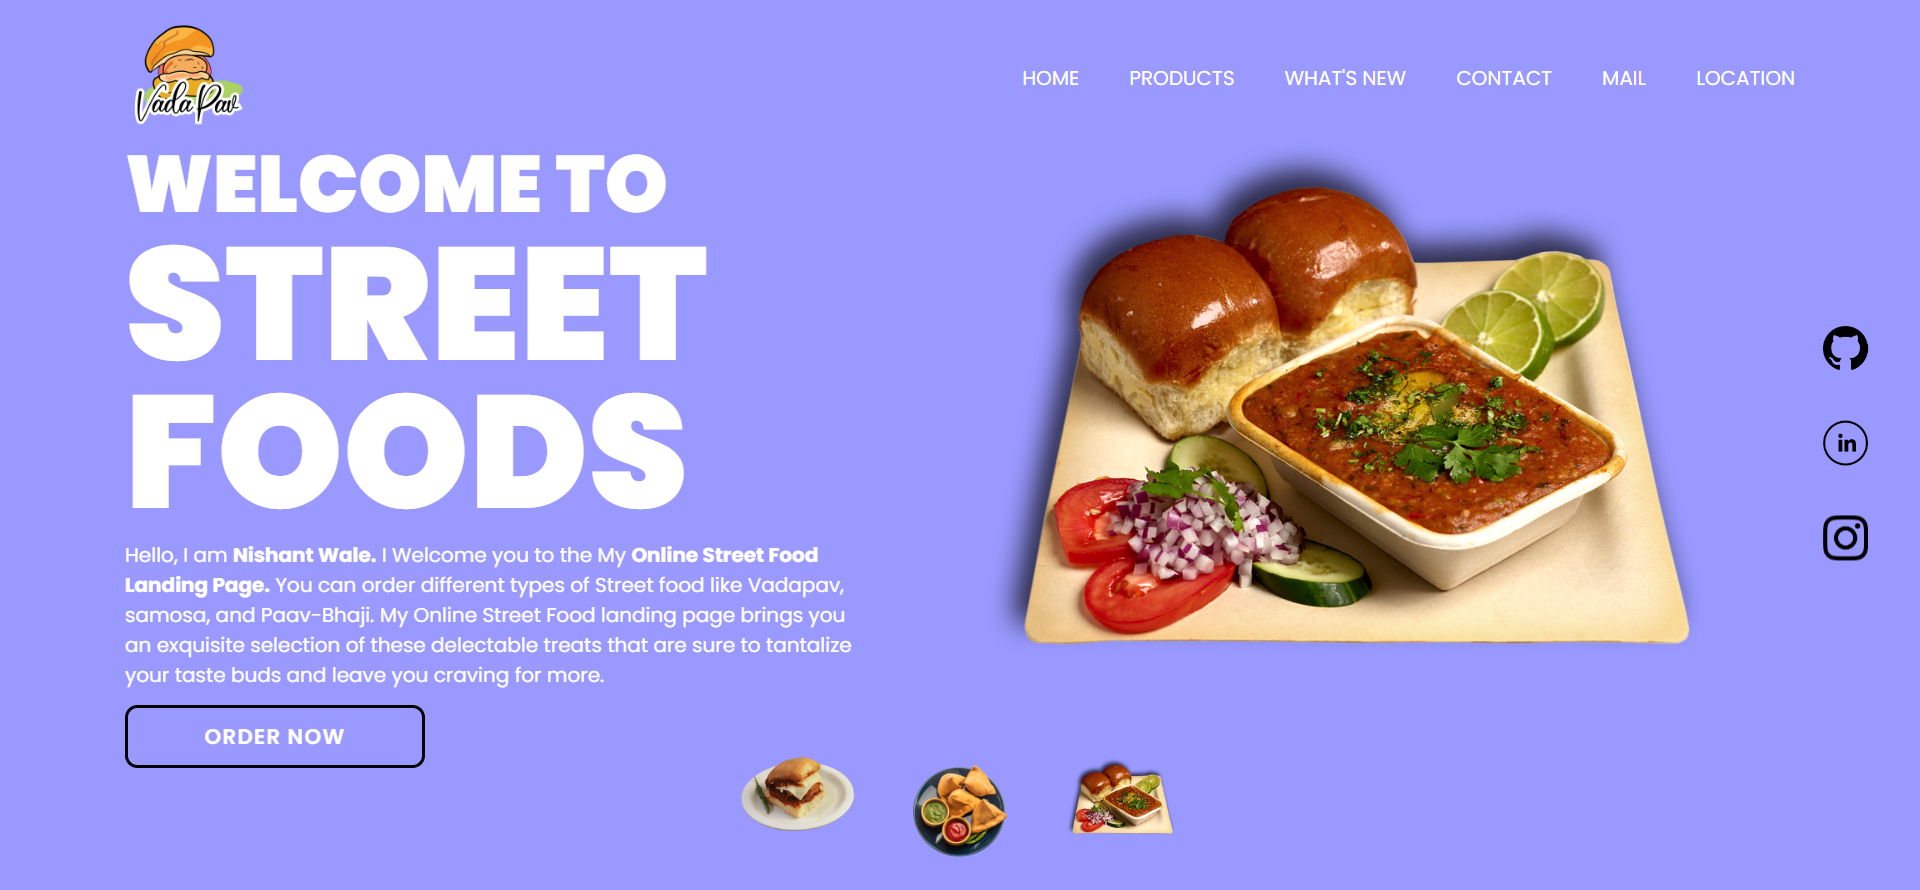 Vada Pav
HOME PRODUCTS WHAT'S NEW CONTACT MAIL LOCATION
WELCOME TO
STREET
FOODS
Hello, I am Nishant Wale. I Welcome you to the My Online Street Food
Landing Page. You can order different types of Street food like Vadapav,
samosa, and Paav-Bhaji. My Online Street Food landing page brings you
an exquisite selection of these delectable treats that are sure to tantalize
your taste buds and leave you craving for more.
ORDER NOW
in